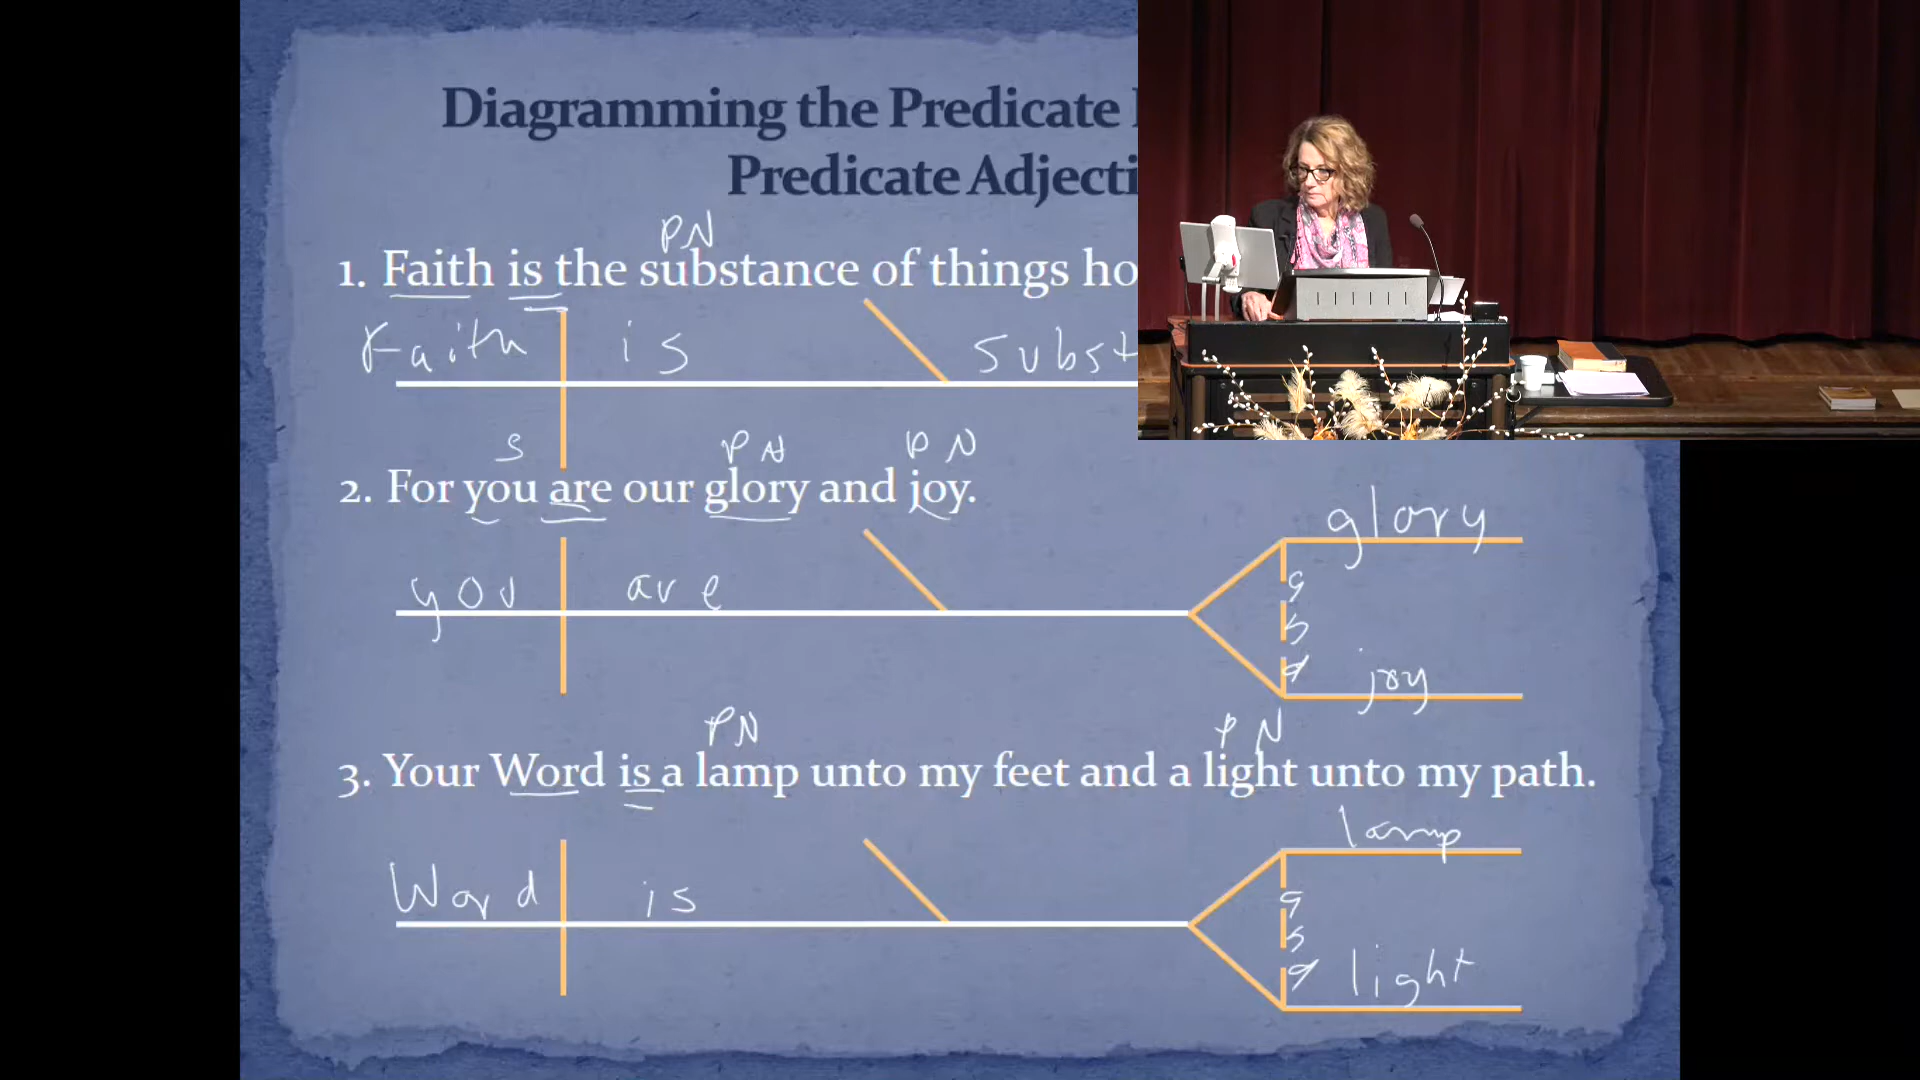 Diagramming the Predicate
Predicate Adjecti
PN
1. Faith is the substance of things ho
Faith is subst
S PN PN
2. For you are our glory and joy.
glory
you are and
joy
PN PN
3. Your Word is a lamp unto my feet and a light unto my path.
lamp
Word is and
light